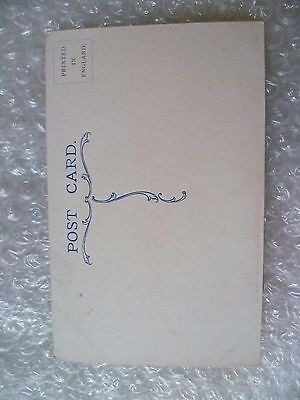 POST CARD.
PRINTED
IN
ENGLAND.